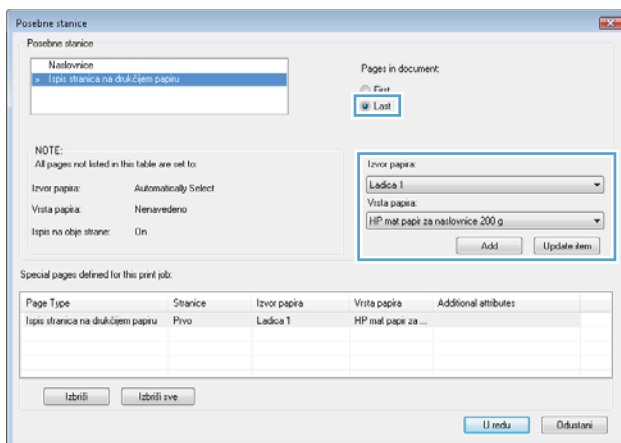 Posebne stanice
Posebne stanice
Naslovnice
» Ispis stranica na drukčijem papiru
Pages in document:
First
Last
NOTE:
All pages not listed in this table are set to:
Izvor papira: Automatically Select
Vrsta papira: Nenavedeno
Ispis na obje strane: On
Izvor papira:
Ladica 1
Vrsta papira:
HP mat papir za naslovnice 200 g
Add Update item
Special pages defined for this print job:
Page Type Stranice Izvor papira Vrsta papira Additional attributes
Ispis stranica na drukčijem papiru Prvo Ladica 1 HP mat papir za ...
Izbriši Izbriši sve
U redu Odustani